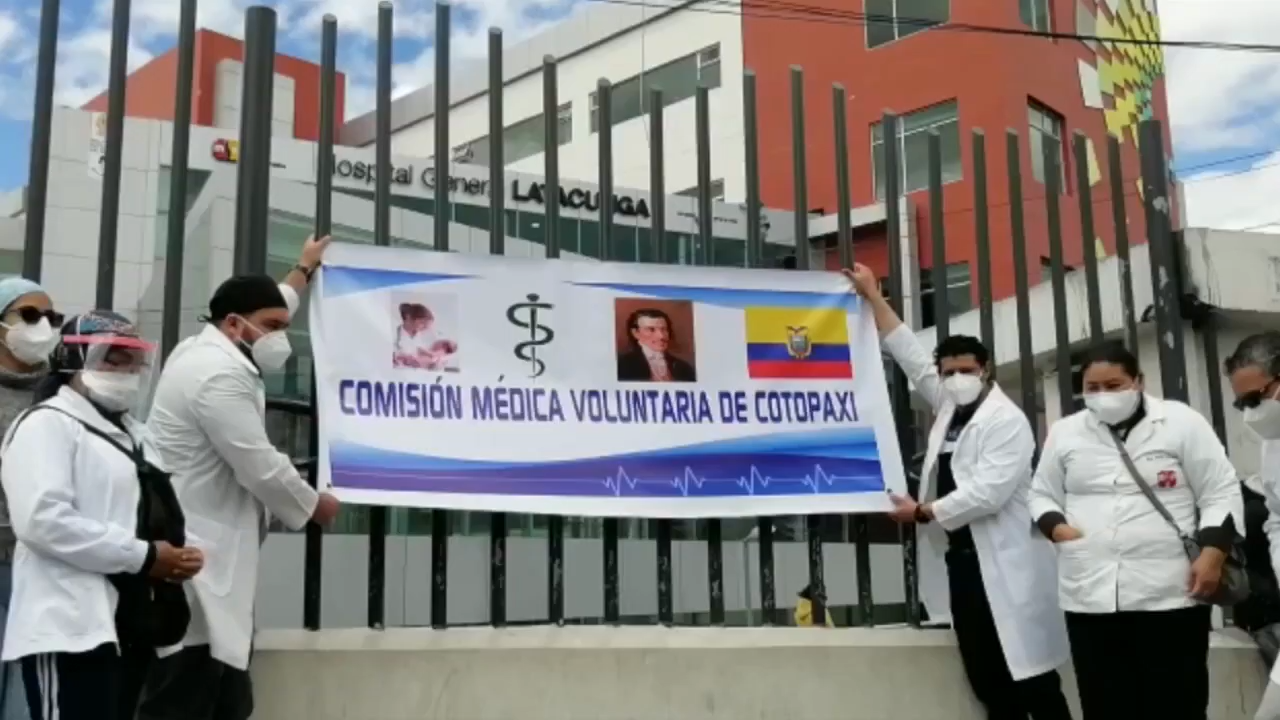 Hospital General LATACUNGA
COMISIÓN MÉDICA VOLUNTARIA DE COTOPAXI